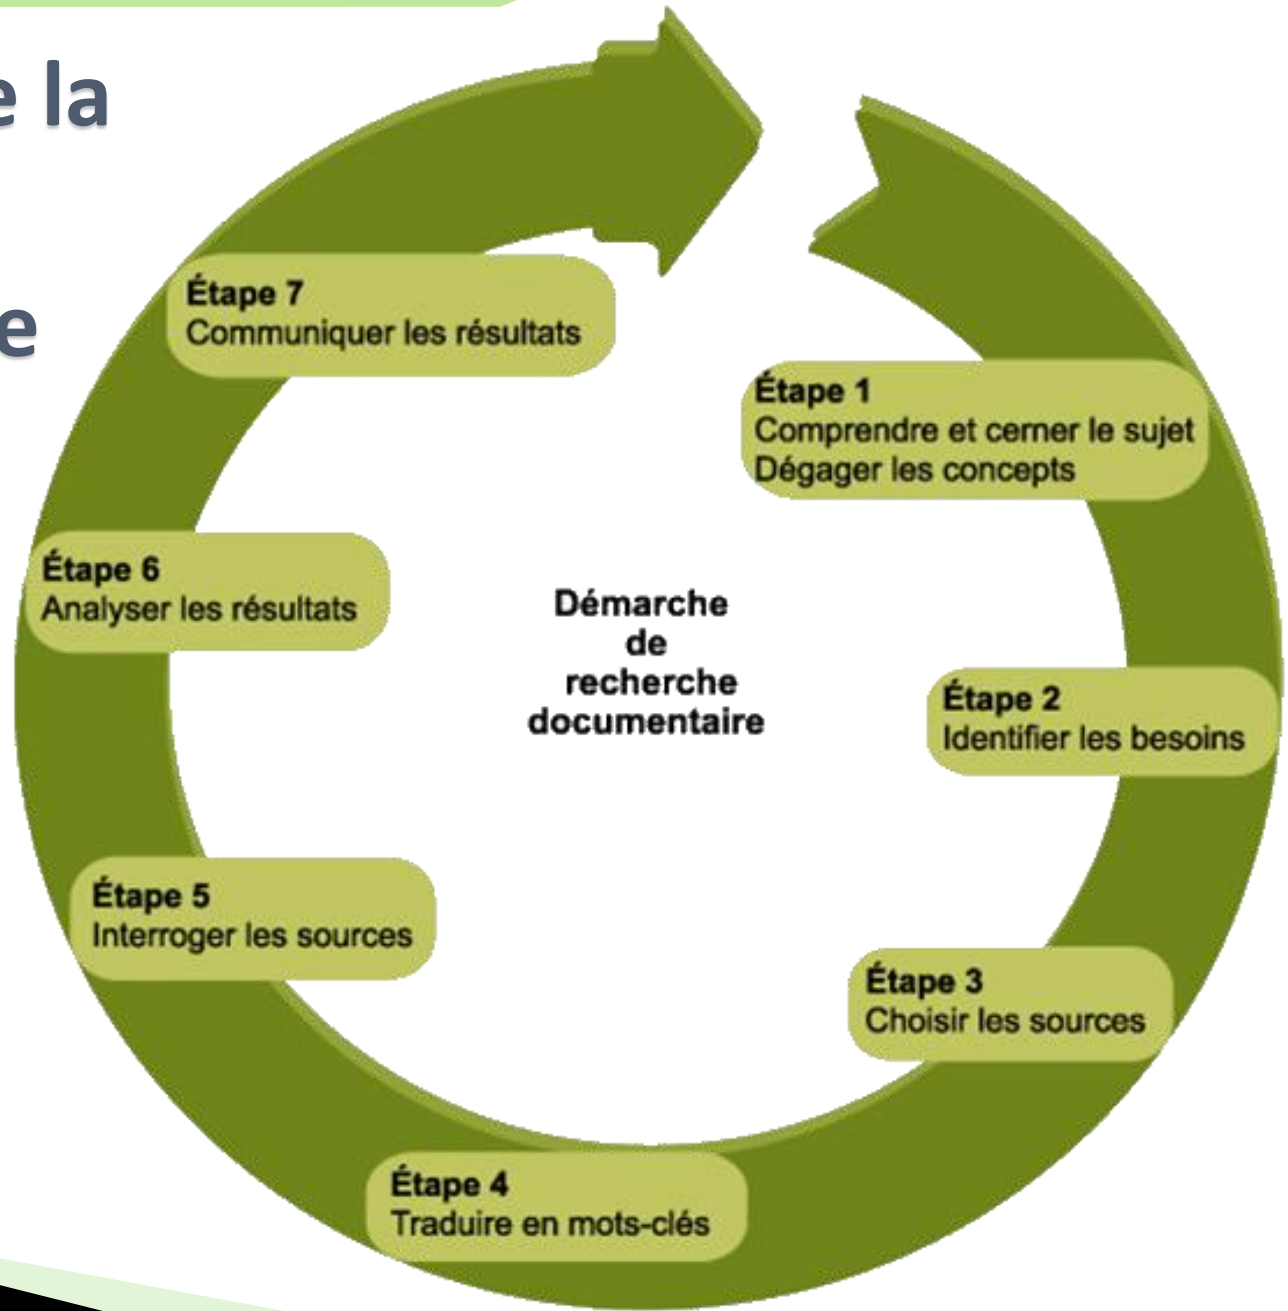 e la
e
Étape 1
Comprendre et cerner le sujet
Dégager les concepts
Étape 2
Identifier les besoins
Étape 3
Choisir les sources
Étape 4
Traduire en mots-clés
Étape 5
Interroger les sources
Étape 6
Analyser les résultats
Étape 7
Communiquer les résultats
Démarche
de
recherche
documentaire